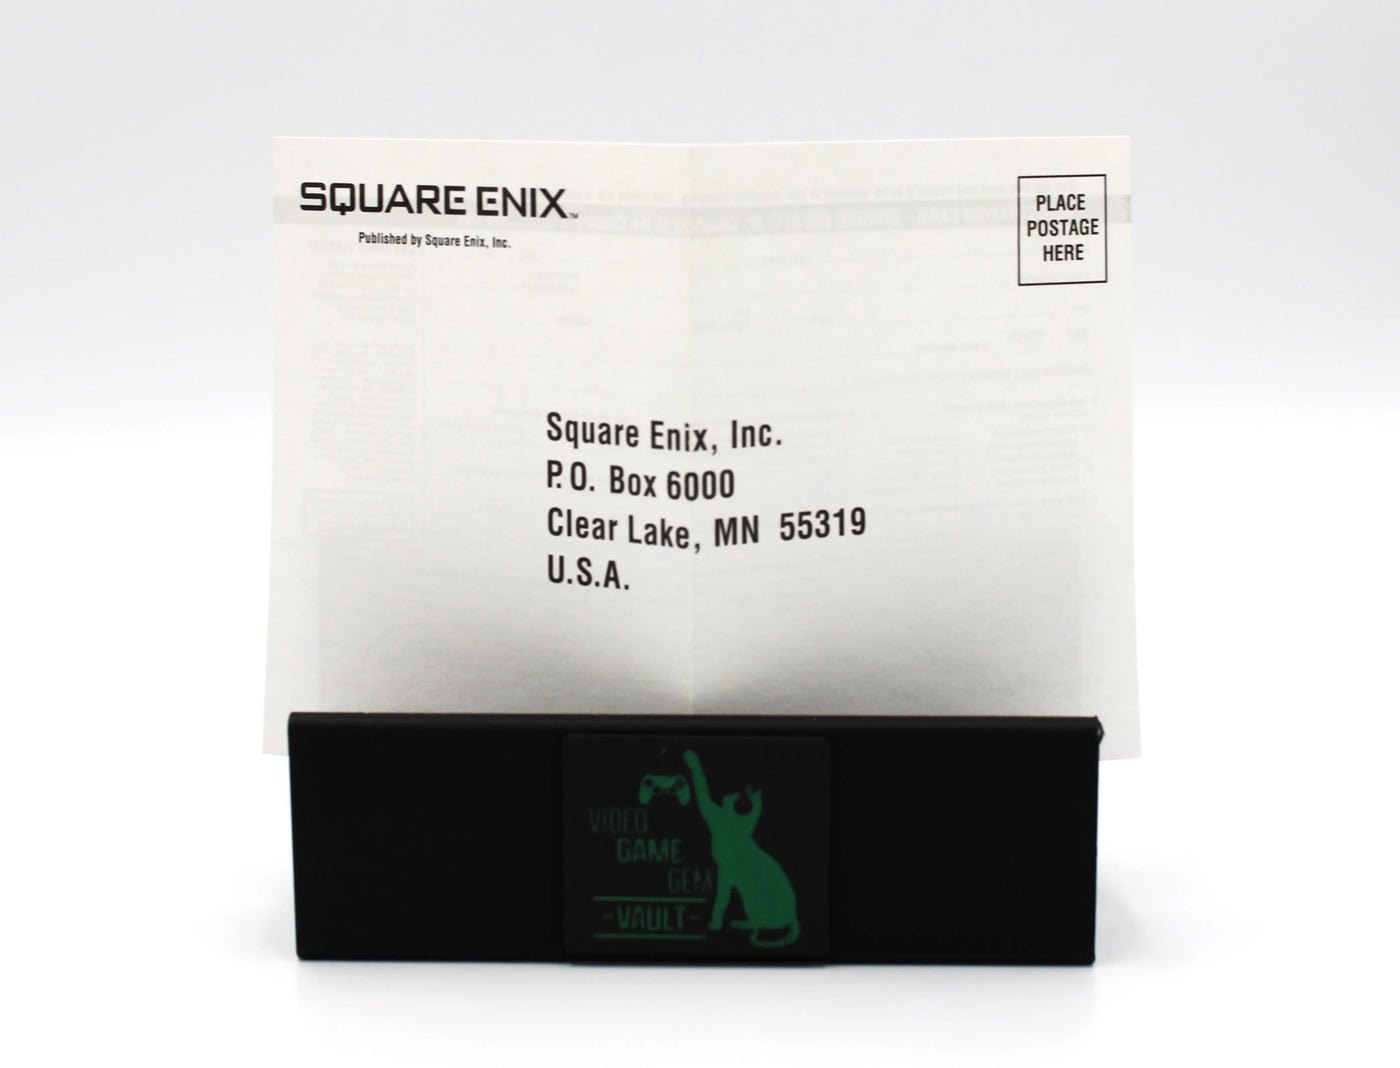 SQUARE ENIX™
Published by Square Enix, Inc.
PLACE
POSTAGE
HERE
Square Enix, Inc.
P.O. Box 6000
Clear Lake, MN 55319
U.S.A.
VIDEO
GAME
GEM
-VAULT-